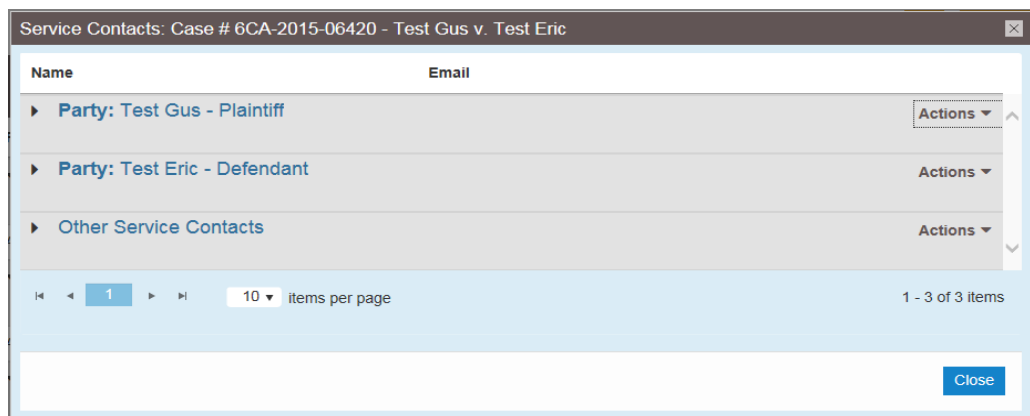 Service Contacts: Case # 6CA-2015-06420 - Test Gus v. Test Eric
Name Email
Party: Test Gus - Plaintiff Actions
Party: Test Eric - Defendant Actions
Other Service Contacts Actions
1 10 items per page 1 - 3 of 3 items
Close